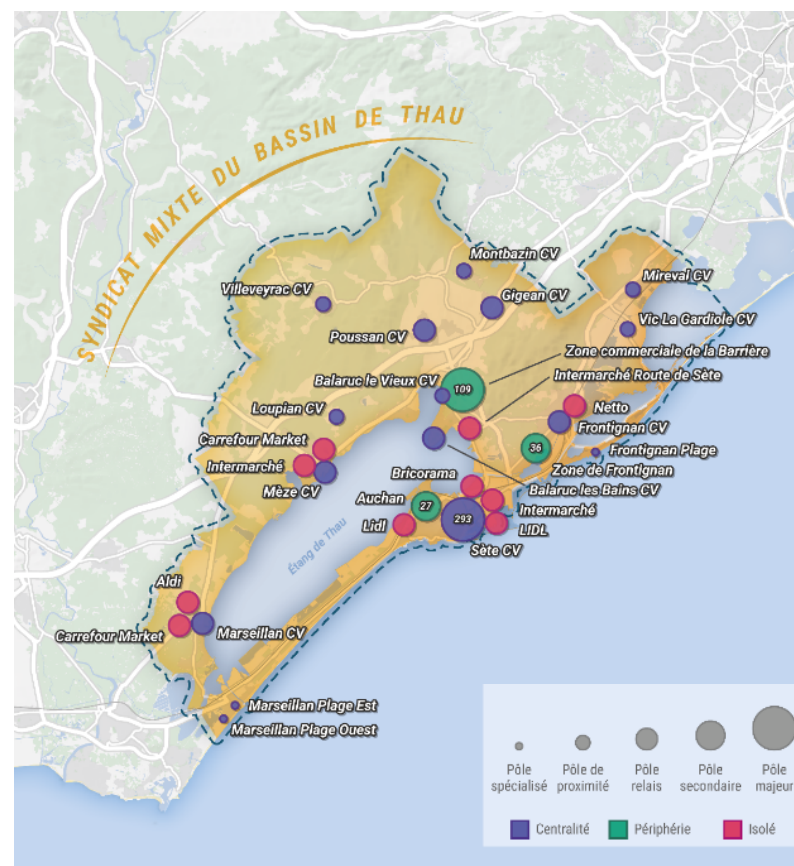 SYNDICAT MIXTE DU BASSIN DE THAU
Montbazin CV
Mireval CV
Villeveyrac CV
Gigean CV
Vic La Gardiole CV
Poussan CV
Zone commerciale de la Barrière
Balaruc le Vieux CV
109
Intermarché Route de Sète
Loupian CV
Netto
Frontignan CV
Carrefour Market
36
Frontignan Plage
Intermarché
Zone de Frontignan
Bricorama
Mèze CV
Balaruc les Bains CV
Auchan
27
Intermarché
293
Lidl
LIDL
Sète CV
Étang de Thau
Aldi
Carrefour Market
Marseillan CV
Marseillan Plage Est
Marseillan Plage Ouest
Pôle spécialisé
Pôle de proximité
Pôle relais
Pôle secondaire
Pôle majeur
Centralité
Périphérie
Isolé